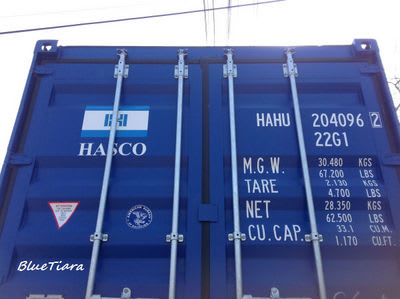 HAHU 204096 2
22G1
HASCO
M.G.W. 30.480 KGS
67.200 LBS
TARE 2.130 KGS
4.700 LBS
NET 28.350 KGS
62.500 LBS
CU.CAP. 33.1 CU.M.
1.170 CU.FT.
BlueTiara